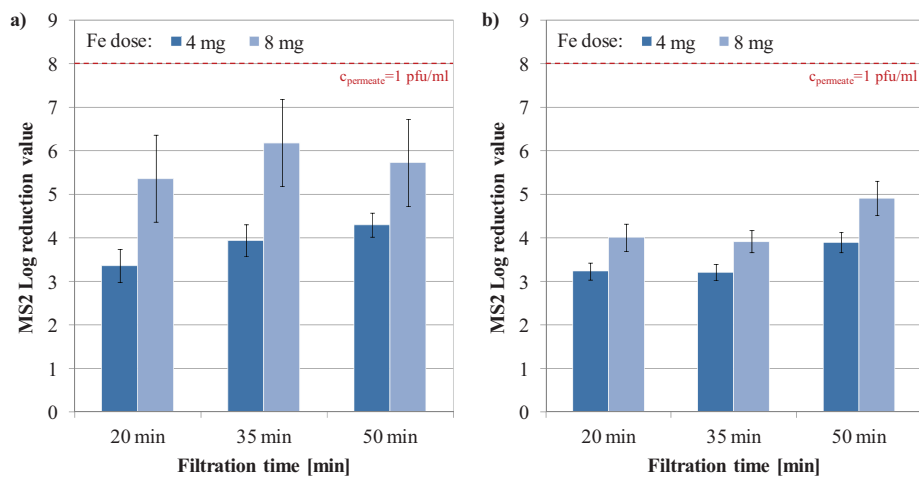 a)
Fe dose: 4 mg 8 mg
c_permeate=1 pfu/ml
9
8
7
6
5
4
3
2
1
0
MS2 Log reduction value
20 min 35 min 50 min
Filtration time [min]
b)
Fe dose: 4 mg 8 mg
c_permeate=1 pfu/ml
9
8
7
6
5
4
3
2
1
0
MS2 Log reduction value
20 min 35 min 50 min
Filtration time [min]